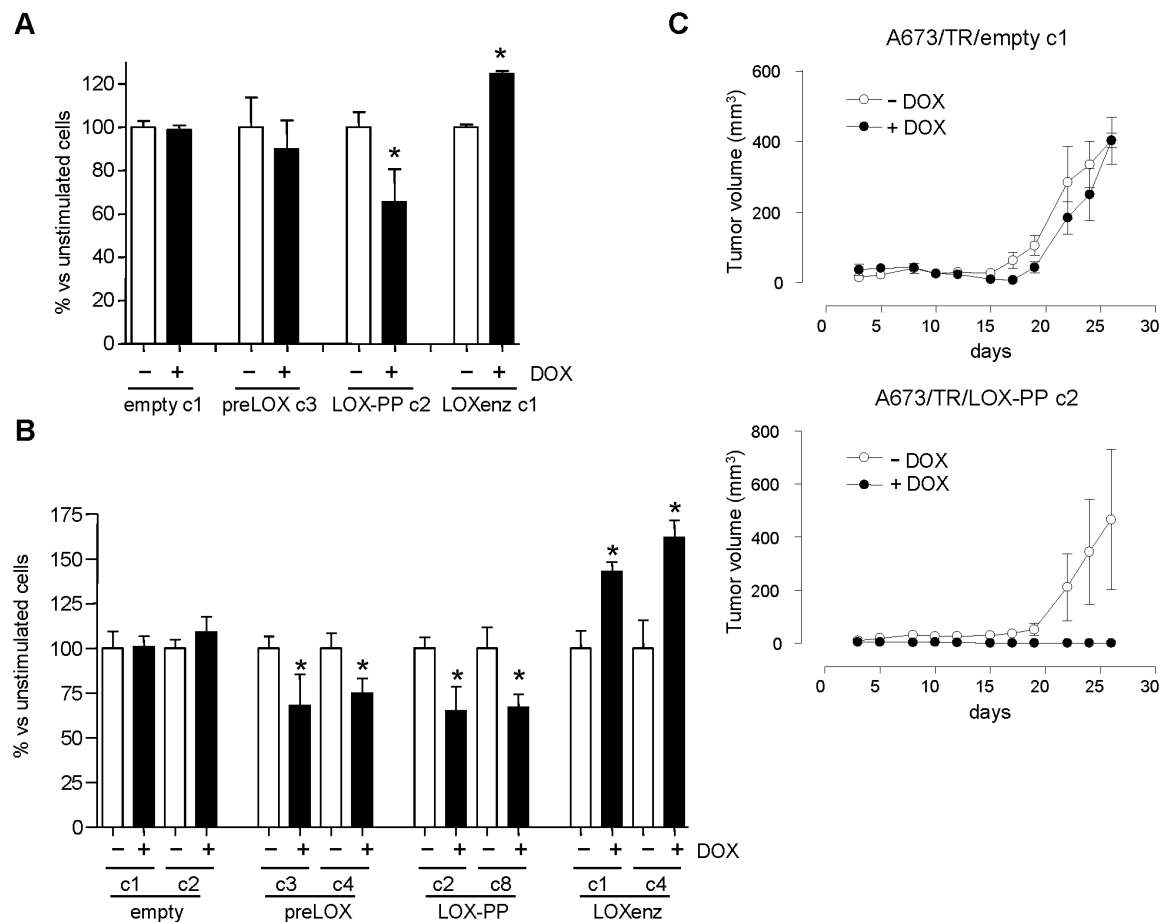 A
% vs unstimulated cells
120
100
80
60
40
20
0
*
*
− + − + − + − + DOX
empty c1 preLOX c3 LOX-PP c2 LOXenz c1
B
% vs unstimulated cells
175
150
125
100
75
50
25
0
* * * * * *
− + − + − + − + − + − + − + − + DOX
c1 c2 c3 c4 c2 c8 c1 c4
empty preLOX LOX-PP LOXenz
C
A673/TR/empty c1
Tumor volume (mm³)
600
400
200
0
− DOX
+ DOX
0 5 10 15 20 25 30
days
A673/TR/LOX-PP c2
Tumor volume (mm³)
800
600
400
200
0
− DOX
+ DOX
0 5 10 15 20 25 30
days